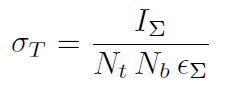 σ_T = I_Σ / (N_t N_b ϵ_Σ)